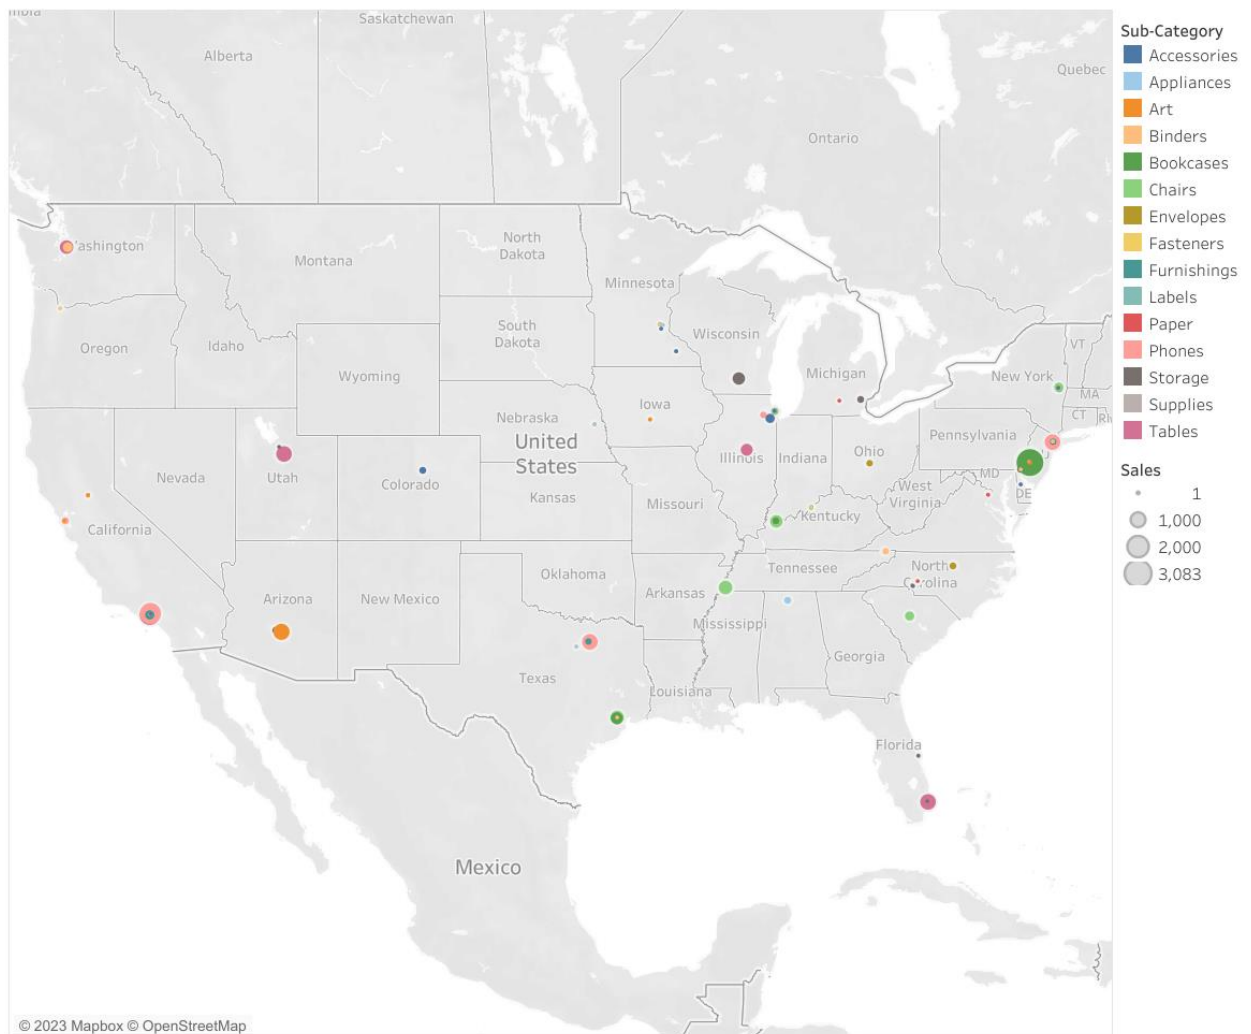 mbia
Saskatchewan
Alberta
Quebec
Ontario
ashington
North
Dakota
Montana
Minnesota
South
Dakota
Wisconsin
VT
Oregon
Idaho
Michigan
New York
Wyoming
MA
Iowa
CT
Nebraska
Pennsylvania
United
States
Illinois
Indiana
Ohio
Nevada
Utah
Colorado
MD
West
Virginia
DE
Kansas
Missouri
Kentucky
California
Tennessee
North
Carolina
Oklahoma
Arkansas
Arizona
New Mexico
Mississippi
Georgia
Texas
Louisiana
Florida
Mexico
© 2023 Mapbox © OpenStreetMap
Sub-Category
Accessories
Appliances
Art
Binders
Bookcases
Chairs
Envelopes
Fasteners
Furnishings
Labels
Paper
Phones
Storage
Supplies
Tables
Sales
1
1,000
2,000
3,083